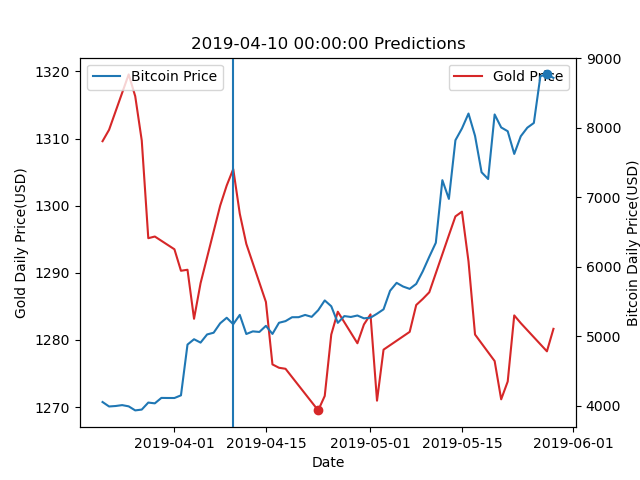 2019-04-10 00:00:00 Predictions
Bitcoin Price
Gold Price
1320
1310
1300
1290
1280
1270
Gold Daily Price(USD)
9000
8000
7000
6000
5000
4000
Bitcoin Daily Price(USD)
2019-04-01
2019-04-15
2019-05-01
2019-05-15
2019-06-01
Date